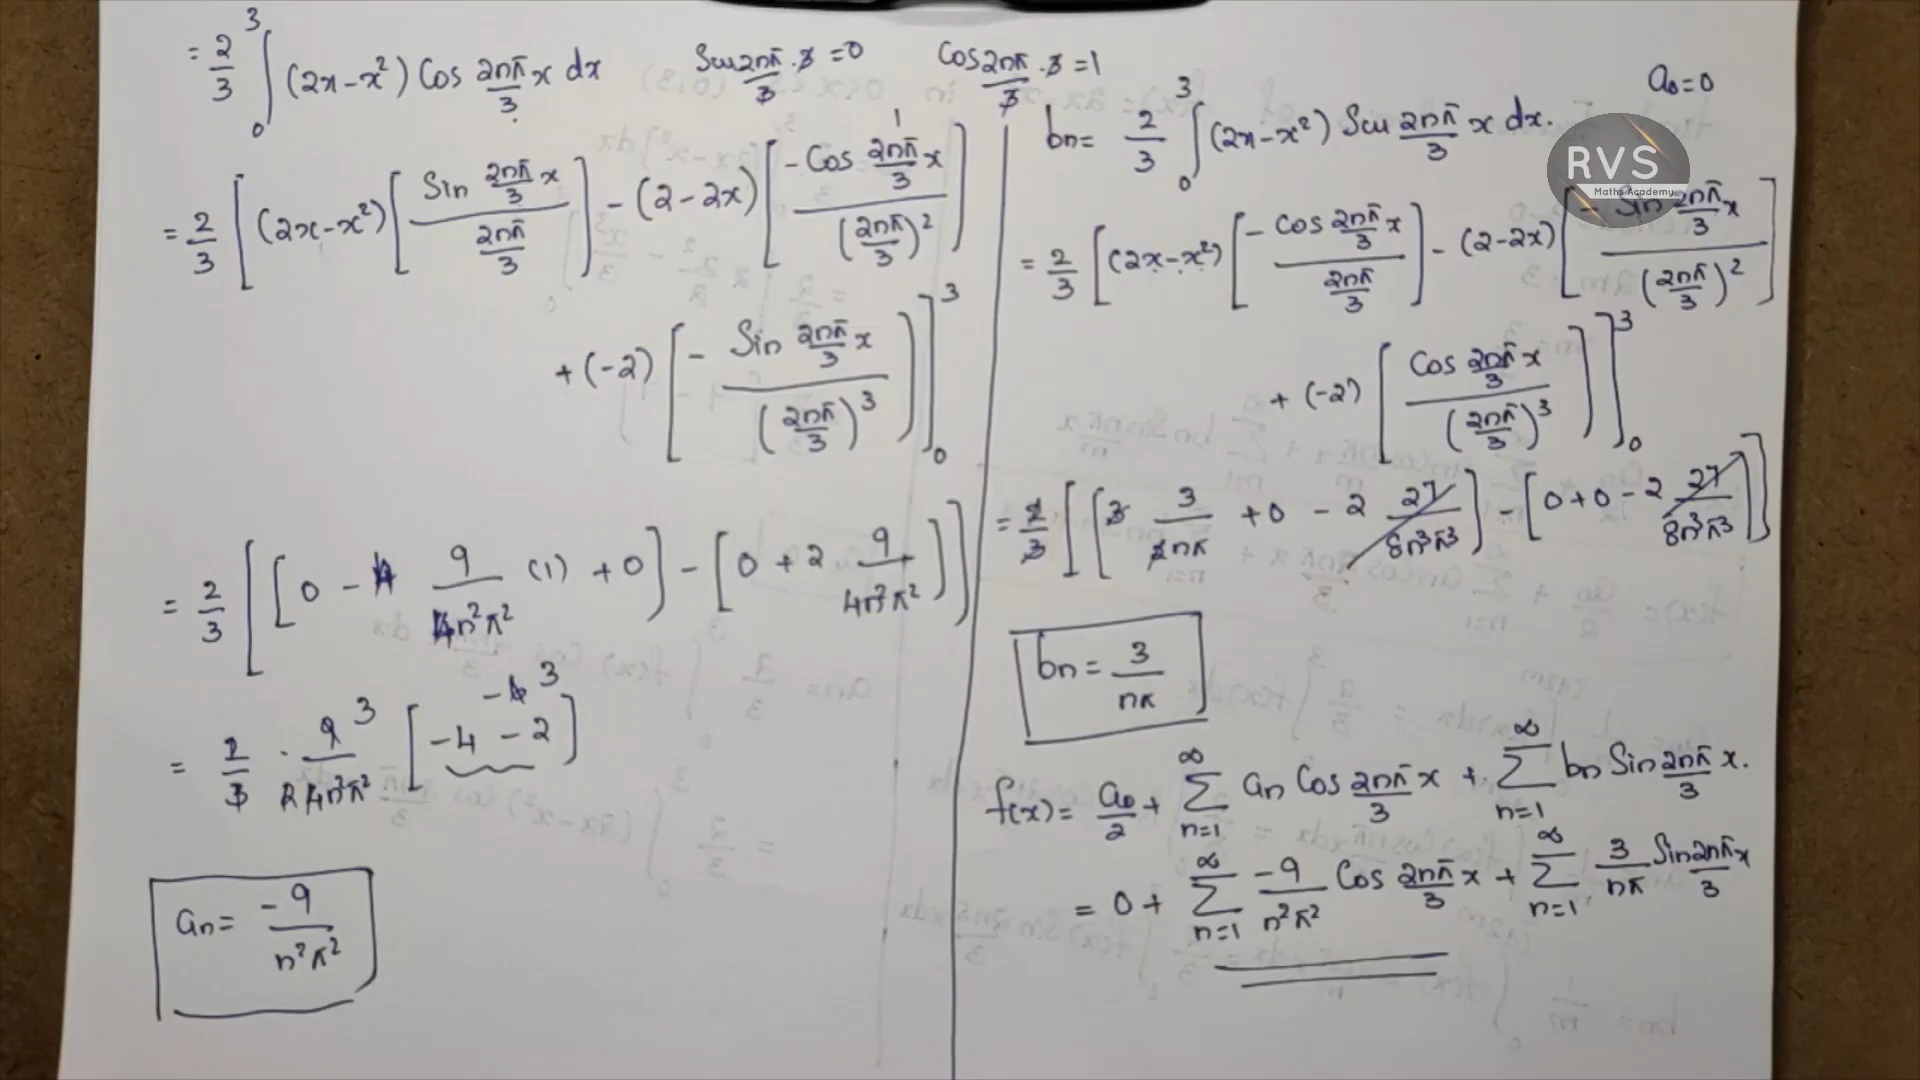 = 2/3 ∫₀³ (2x-x²) Cos 2nπ/3 x dx
Sin 2nπ/3 · 3 = 0
Cos 2nπ/3 · 3 = 1
= 2/3 [(2x-x²) [Sin 2nπ/3 x / 2nπ/3] - (2-2x) [-Cos 2nπ/3 x / (2nπ/3)²]
+ (-2) [- Sin 2nπ/3 x / (2nπ/3)³]]₀³
= 2/3 [[0 - 4 9/4n²π² (1) + 0] - [0 + 2 9/4n²π²]]
= 2/3 · 9 3/2 4n²π² [-4 - 2] -6 3
an = -9/n²π²
a₀ = 0
RVS
Maths Academy
bn = 2/3 ∫₀³ (2x-x²) Sin 2nπ/3 x dx.
= 2/3 [(2x-x²) [- Cos 2nπ/3 x / 2nπ/3] - (2-2x) [- Sin 2nπ/3 x / (2nπ/3)²]
+ (-2) [Cos 2nπ/3 x / (2nπ/3)³]]₀³
= 2/3 [[3 3/2nπ + 0 - 2 27/8n³π³] - [0 + 0 - 2 27/8n³π³]]
bn = 3/nπ
f(x) = a₀/2 + ∞ Σ n=1 an Cos 2nπ/3 x + ∞ Σ n=1 bn Sin 2nπ/3 x.
= 0 + ∞ Σ n=1 -9/n²π² Cos 2nπ/3 x + ∞ Σ n=1 3/nπ Sin 2nπ/3 x